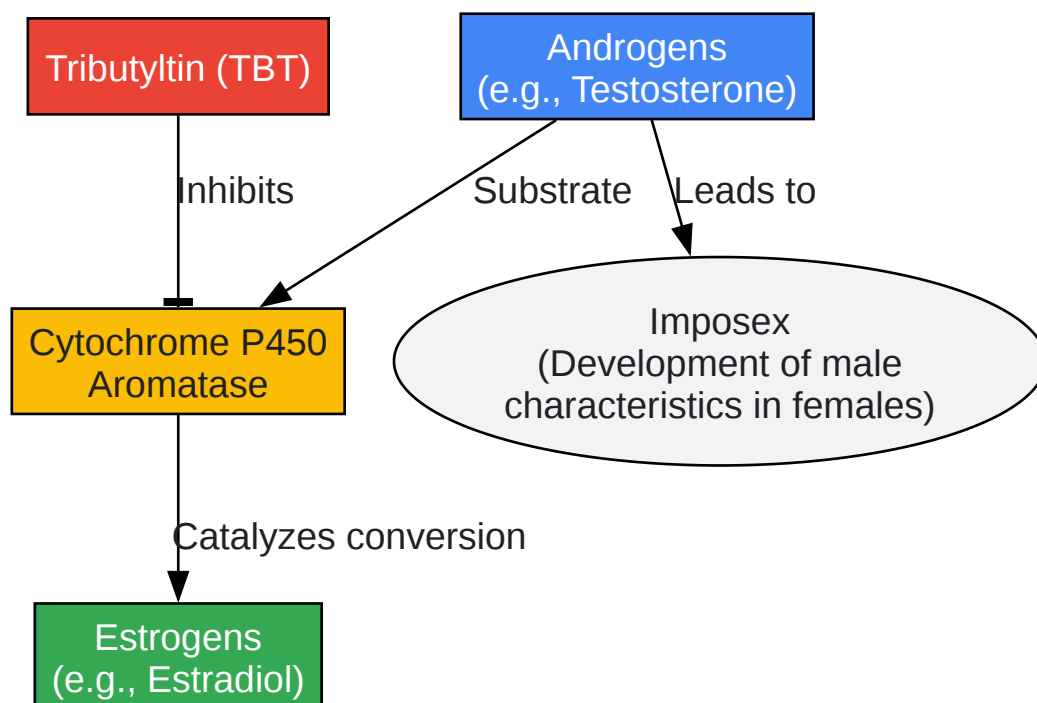 Tributyltin (TBT)
Androgens
(e.g., Testosterone)
Inhibits
Substrate
Leads to
Cytochrome P450
Aromatase
Imposex
(Development of male
characteristics in females)
Catalyzes conversion
Estrogens
(e.g., Estradiol)